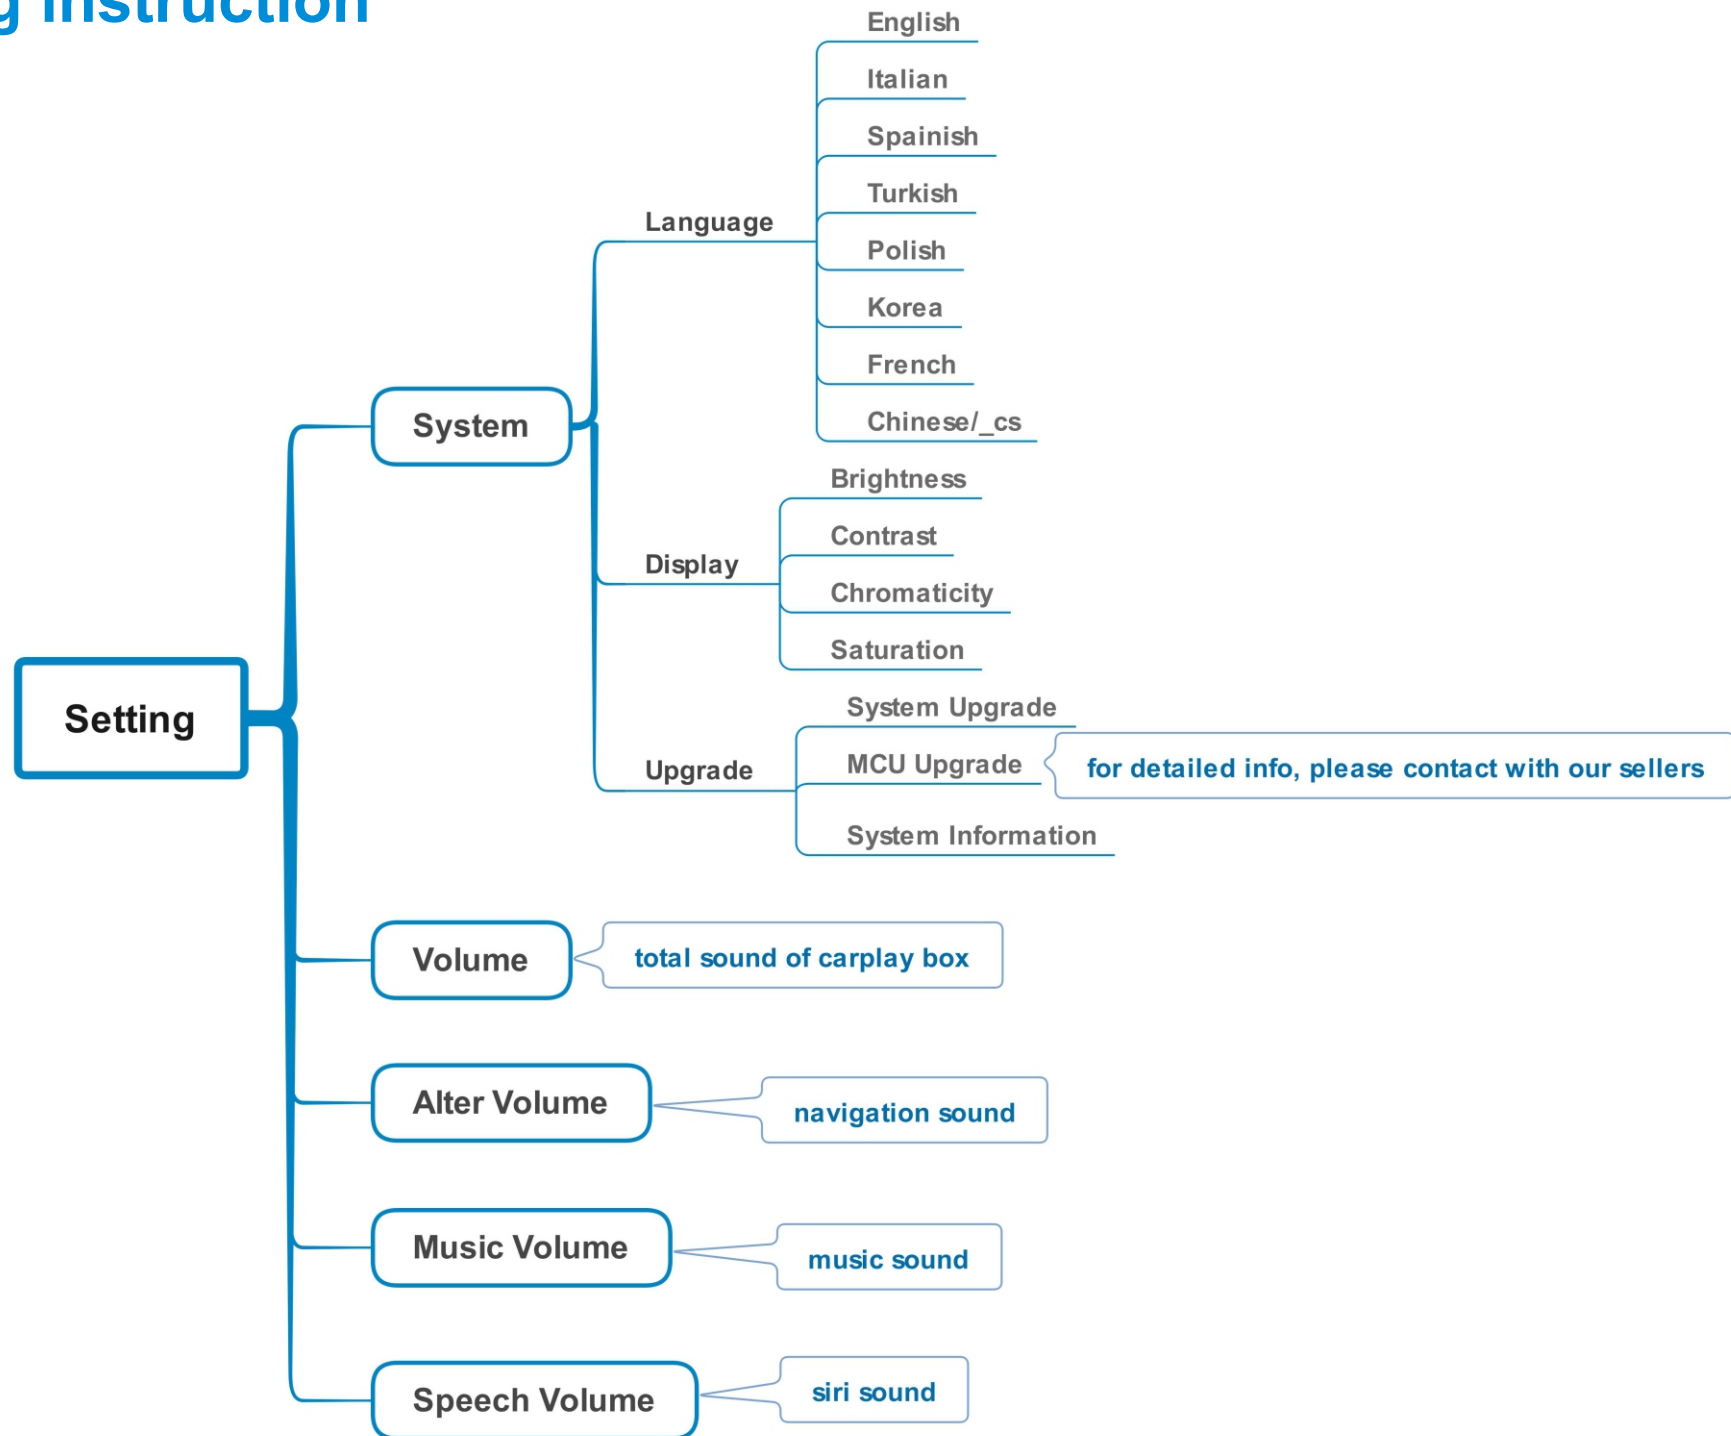 g instruction
English
Italian
Spainish
Turkish
Language
Polish
Korea
French
System
Chinese/_cs
Brightness
Contrast
Display
Chromaticity
Saturation
Setting
System Upgrade
Upgrade
MCU Upgrade
for detailed info, please contact with our sellers
System Information
Volume
total sound of carplay box
Alter Volume
navigation sound
Music Volume
music sound
Speech Volume
siri sound